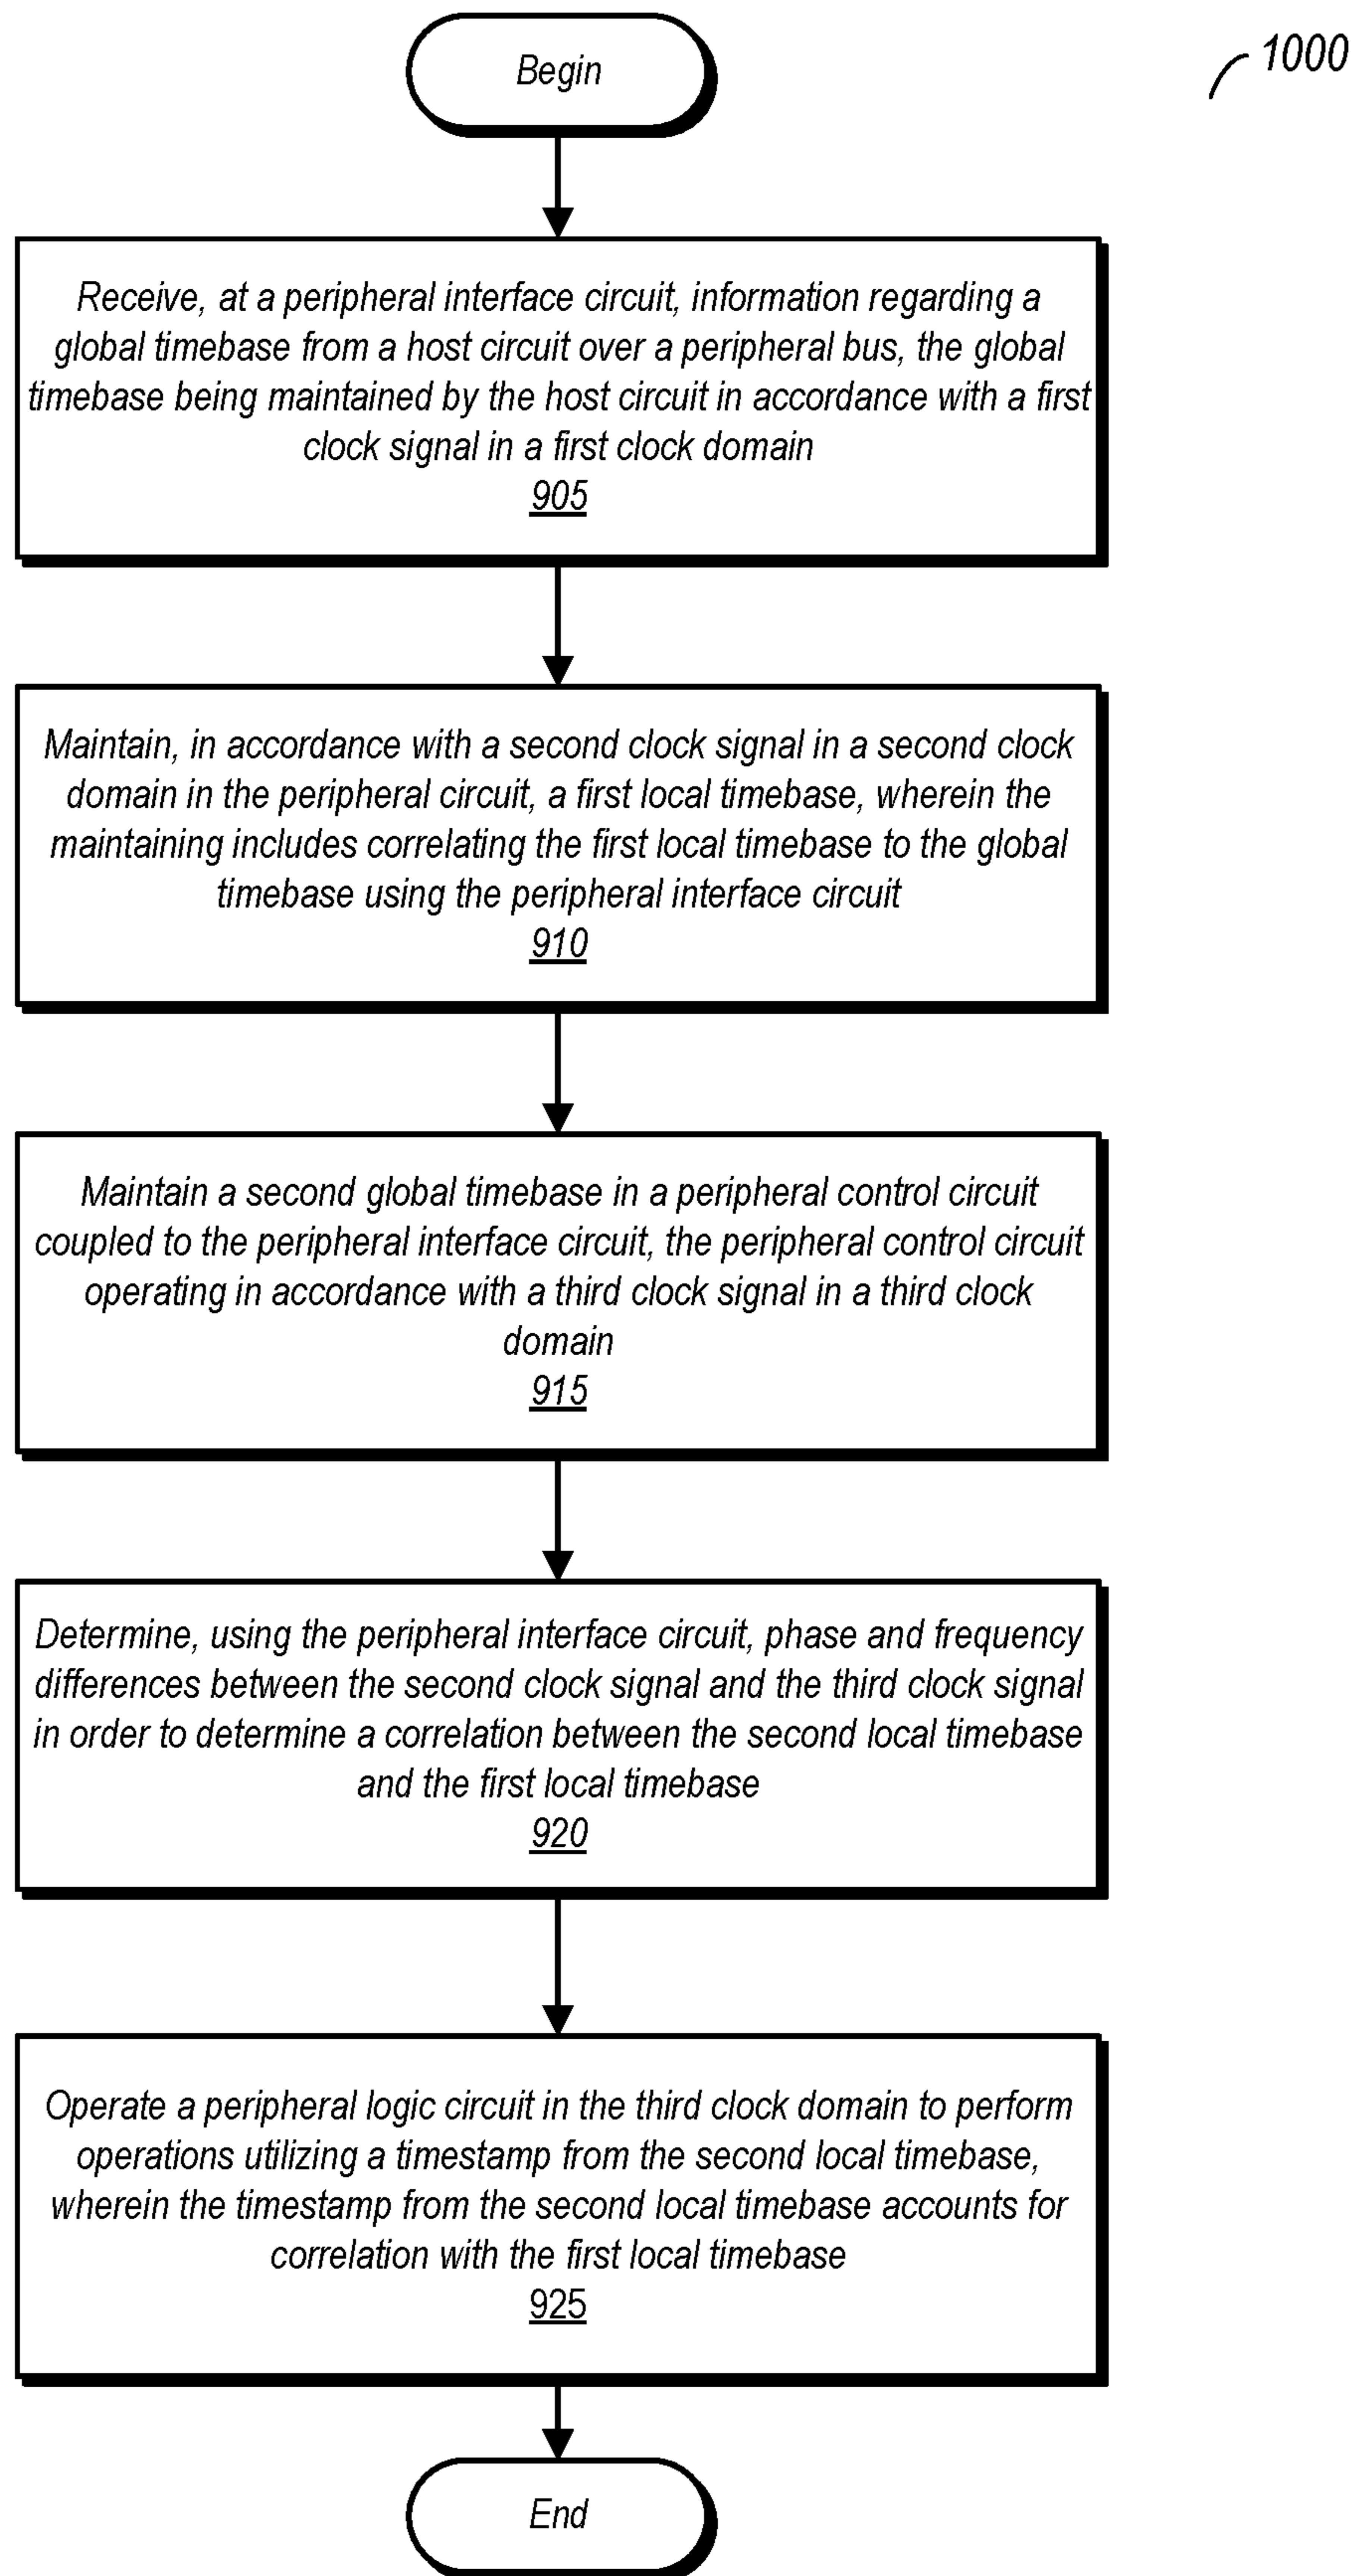 Begin
1000
Receive, at a peripheral interface circuit, information regarding a
global timebase from a host circuit over a peripheral bus, the global
timebase being maintained by the host circuit in accordance with a first
clock signal in a first clock domain
905
Maintain, in accordance with a second clock signal in a second clock
domain in the peripheral circuit, a first local timebase, wherein the
maintaining includes correlating the first local timebase to the global
timebase using the peripheral interface circuit
910
Maintain a second global timebase in a peripheral control circuit
coupled to the peripheral interface circuit, the peripheral control circuit
operating in accordance with a third clock signal in a third clock
domain
915
Determine, using the peripheral interface circuit, phase and frequency
differences between the second clock signal and the third clock signal
in order to determine a correlation between the second local timebase
and the first local timebase
920
Operate a peripheral logic circuit in the third clock domain to perform
operations utilizing a timestamp from the second local timebase,
wherein the timestamp from the second local timebase accounts for
correlation with the first local timebase
925
End